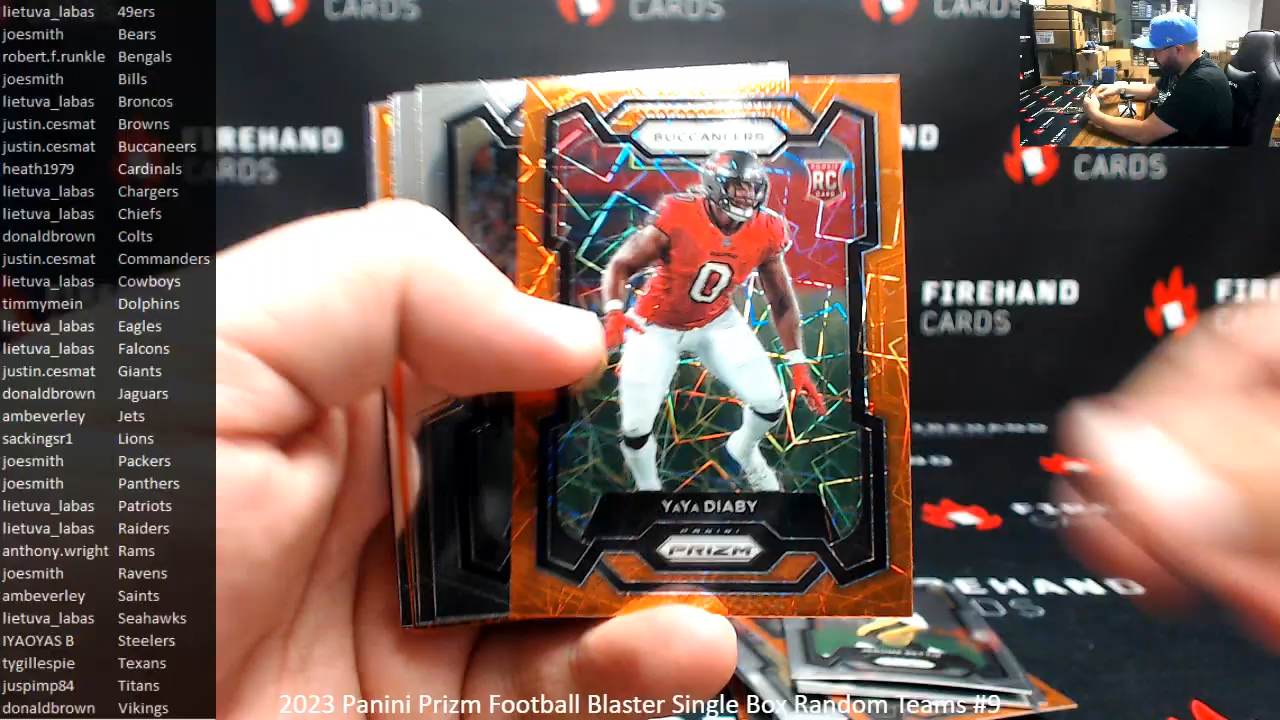 lietuva_labas 49ers
joesmith Bears
robert.f.runkle Bengals
joesmith Bills
lietuva_labas Broncos
justin.cesmat Browns
justin.cesmat Buccaneers
heath1979 Cardinals
lietuva_labas Chargers
lietuva_labas Chiefs
donaldbrown Colts
justin.cesmat Commanders
lietuva_labas Cowboys
timmymein Dolphins
lietuva_labas Eagles
lietuva_labas Falcons
justin.cesmat Giants
donaldbrown Jaguars
ambeverley Jets
sackingsr1 Lions
joesmith Packers
joesmith Panthers
lietuva_labas Patriots
lietuva_labas Raiders
anthony.wright Rams
joesmith Ravens
ambeverley Saints
lietuva_labas Seahawks
IYAOYAS B Steelers
tygillespie Texans
juspimp84 Titans
donaldbrown Vikings
CARDS
CARDS
CARDS
FIREHAND
CARDS
CARDS
FIREHAND
CARDS
BUCCANEERS
ROOKIE
RC
CARD
0
YAYA DIABY
PANINI
PRIZM
2023 Panini Prizm Football Blaster Single Box Random Teams #9